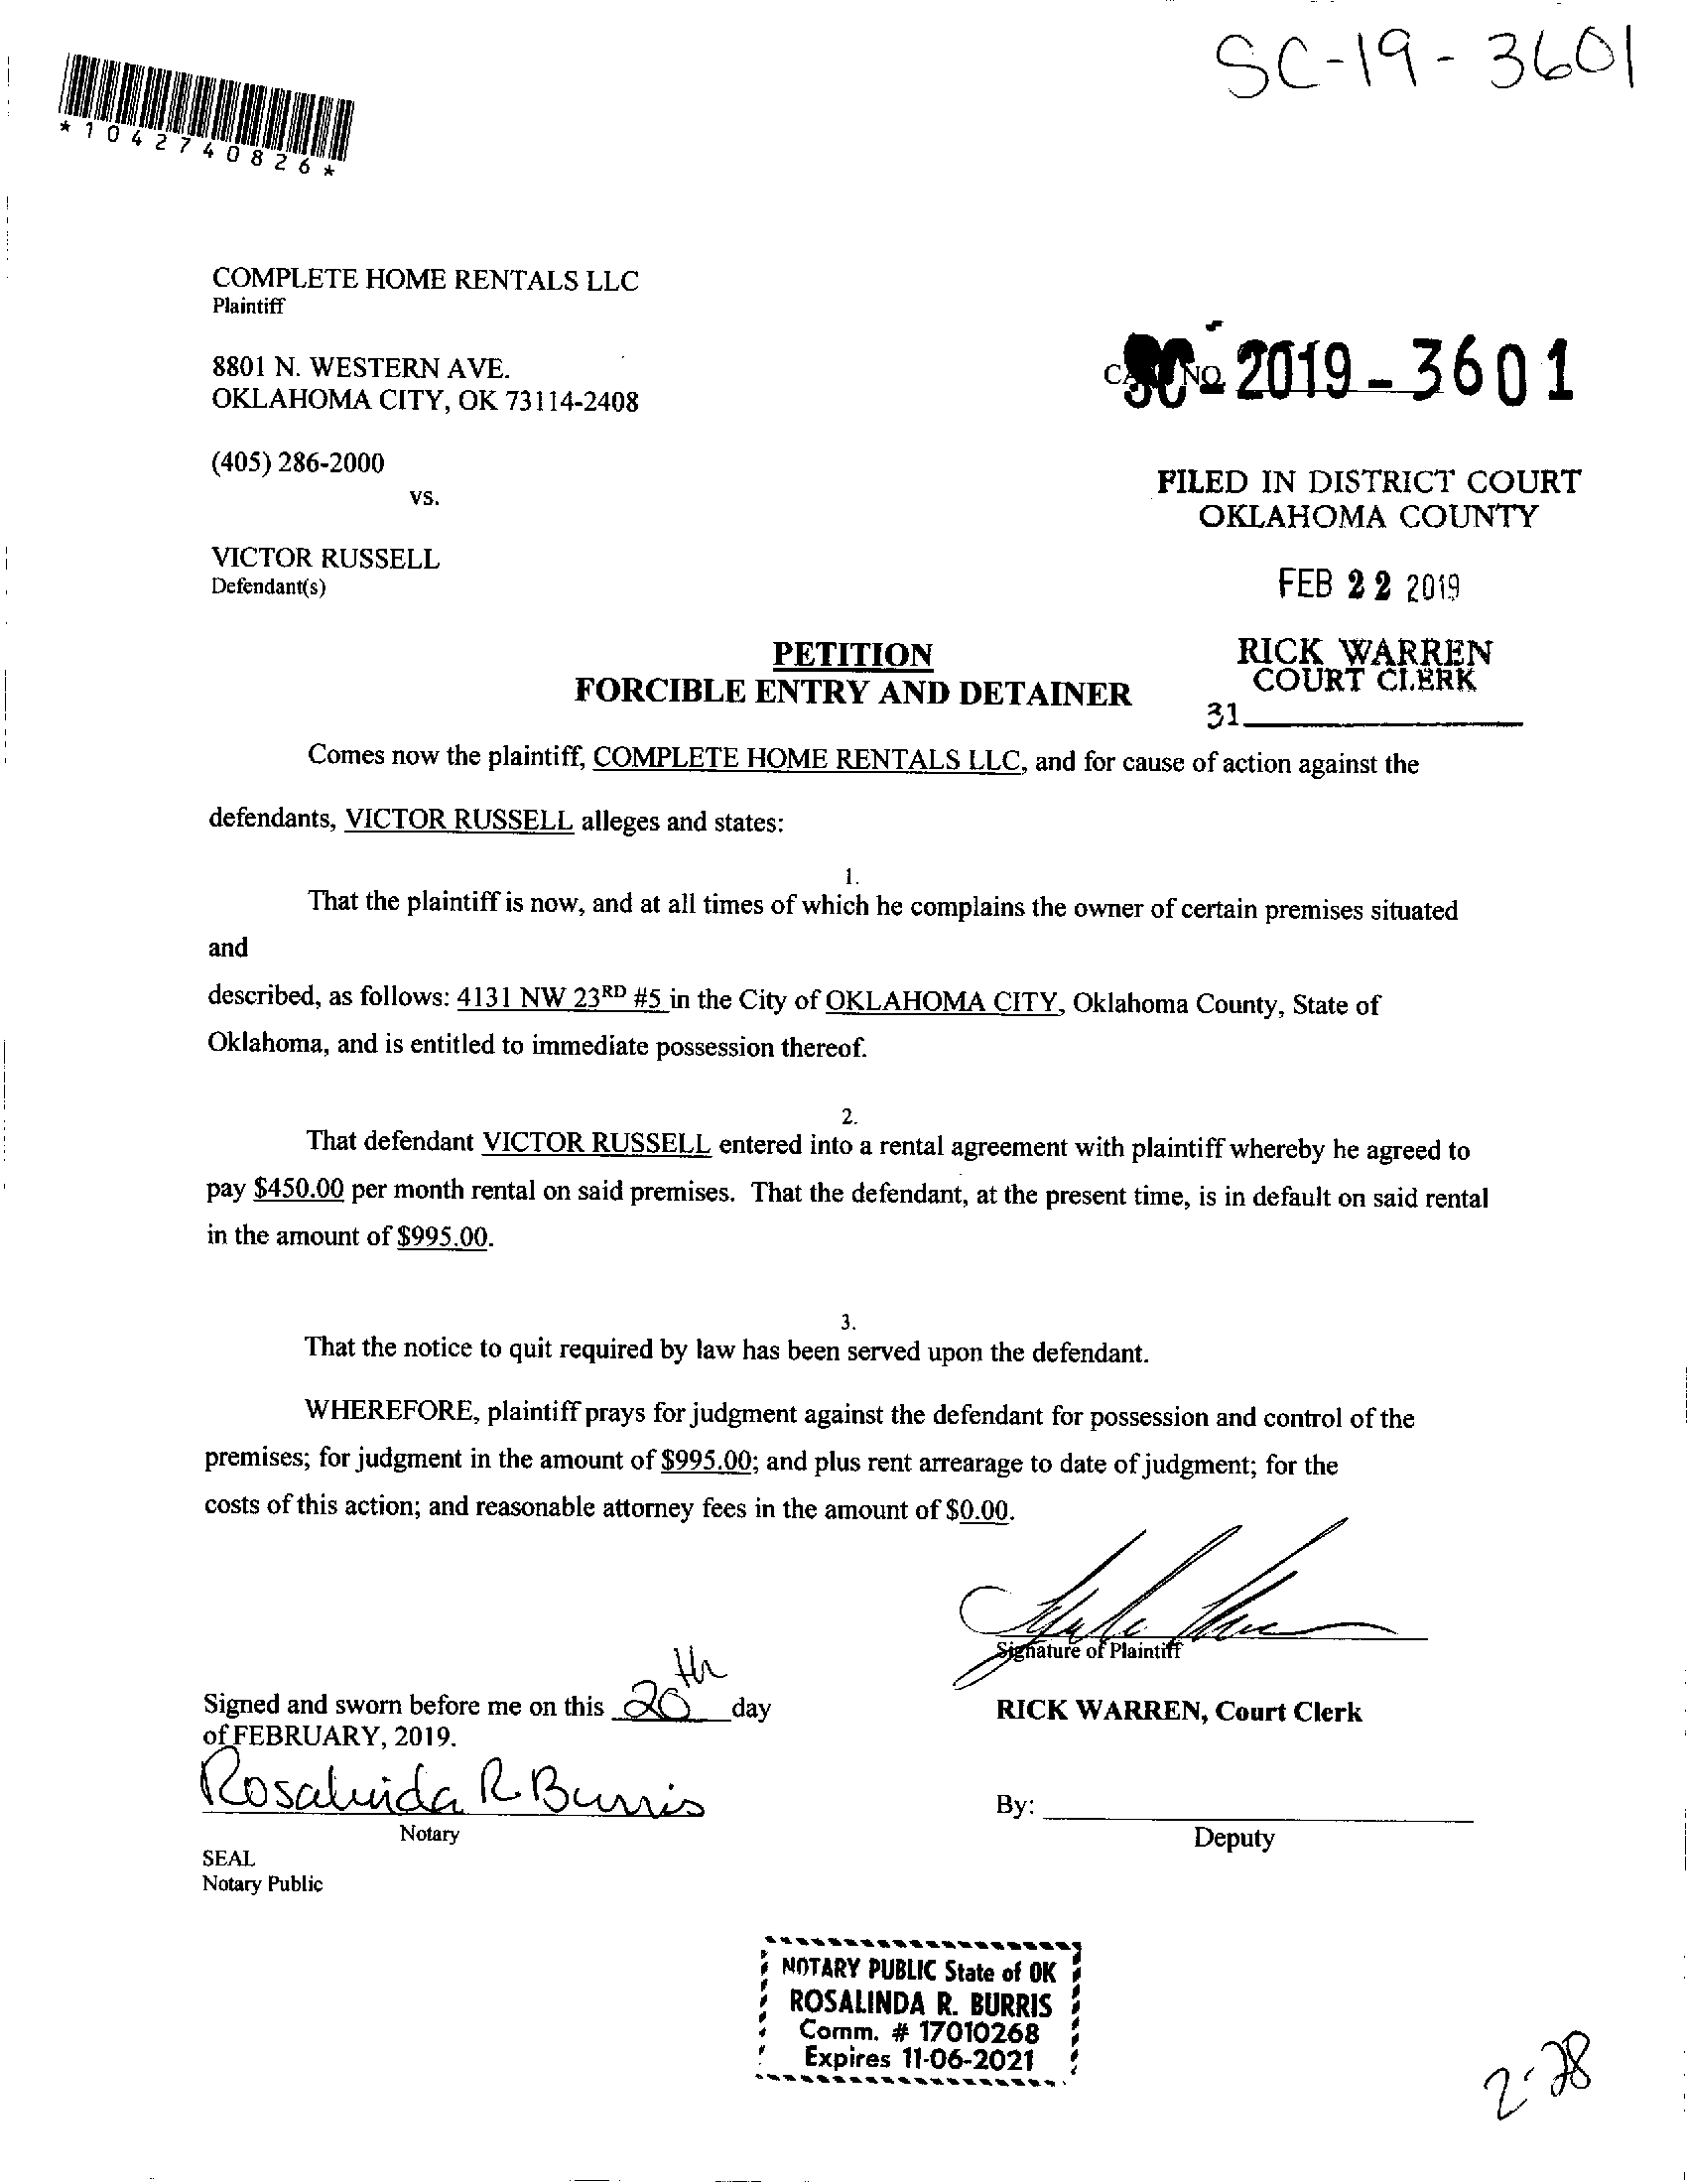 SC-19-3601
*1042740826*
COMPLETE HOME RENTALS LLC
Plaintiff
8801 N. WESTERN AVE.
OKLAHOMA CITY, OK 73114-2408
SC-2019-3601
(405) 286-2000
vs.
FILED IN DISTRICT COURT
OKLAHOMA COUNTY
VICTOR RUSSELL
Defendant(s)
FEB 22 2019
RICK WARREN
COURT CLERK
31
PETITION
FORCIBLE ENTRY AND DETAINER
Comes now the plaintiff, COMPLETE HOME RENTALS LLC, and for cause of action against the
defendants, VICTOR RUSSELL alleges and states:
1.
That the plaintiff is now, and at all times of which he complains the owner of certain premises situated
and
described, as follows: 4131 NW 23RD #5 in the City of OKLAHOMA CITY, Oklahoma County, State of
Oklahoma, and is entitled to immediate possession thereof.
2.
That defendant VICTOR RUSSELL entered into a rental agreement with plaintiff whereby he agreed to
pay $450.00 per month rental on said premises. That the defendant, at the present time, is in default on said rental
in the amount of $995.00.
3.
That the notice to quit required by law has been served upon the defendant.
WHEREFORE, plaintiff prays for judgment against the defendant for possession and control of the
premises; for judgment in the amount of $995.00; and plus rent arrearage to date of judgment; for the
costs of this action; and reasonable attorney fees in the amount of $0.00.
Signature of Plaintiff
Signed and sworn before me on this 20th day
of FEBRUARY, 2019.
RICK WARREN, Court Clerk
Rosalinda R Burris
Notary
By:
Deputy
SEAL
Notary Public
NOTARY PUBLIC State of OK
ROSALINDA R. BURRIS
Comm. # 17010268
Expires 11-06-2021
2-28